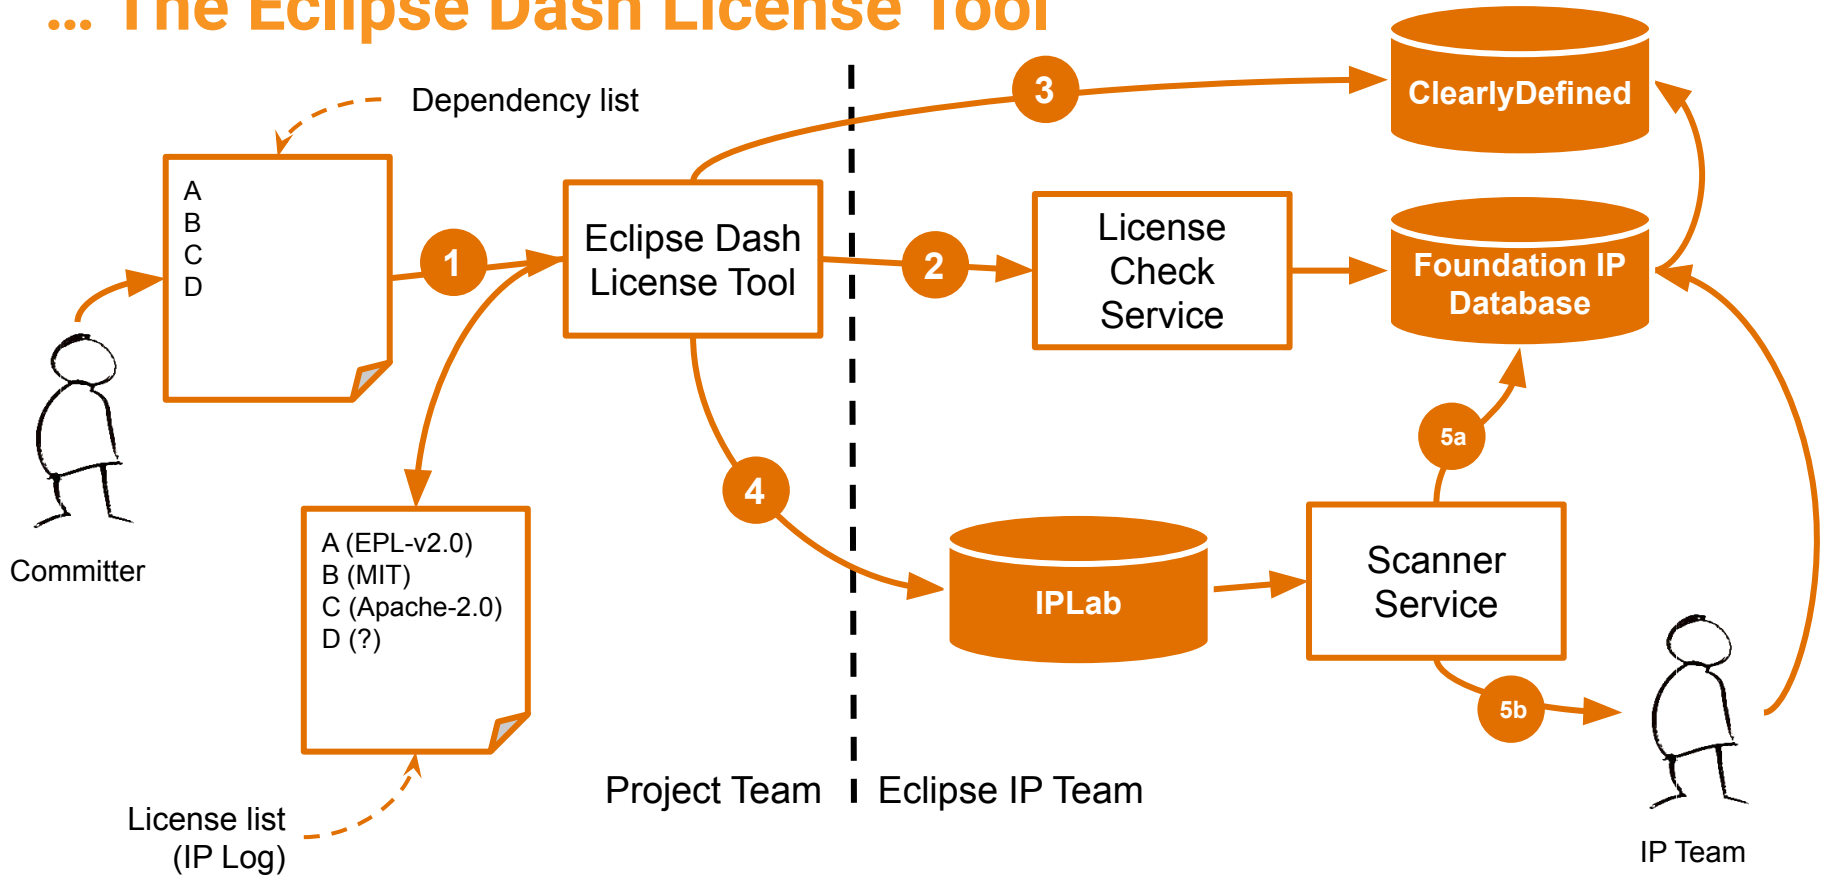 … The Eclipse Dash License Tool
Dependency list
A
B
C
D
1
Eclipse Dash
License Tool
2
3
License
Check
Service
ClearlyDefined
Foundation IP
Database
Committer
A (EPL-v2.0)
B (MIT)
C (Apache-2.0)
D (?)
4
IPLab
Scanner
Service
5a
5b
License list
(IP Log)
Project Team
Eclipse IP Team
IP Team